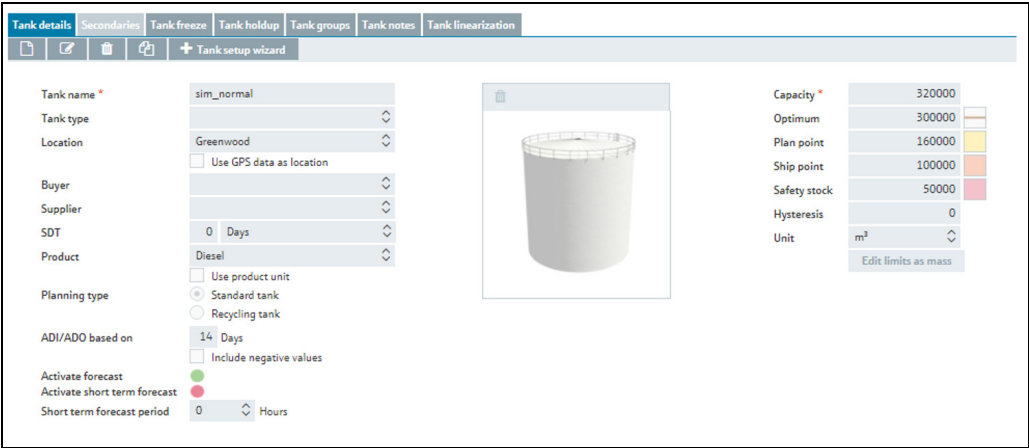 Tank details Secondaries Tank freeze Tank holdup Tank groups Tank notes Tank linearization
Tank setup wizard
Tank name * sim_normal
Tank type
Location Greenwood
Use GPS data as location
Buyer
Supplier
SDT 0 Days
Product Diesel
Use product unit
Planning type Standard tank
Recycling tank
ADI/ADO based on 14 Days
Include negative values
Activate forecast
Activate short term forecast
Short term forecast period 0 Hours
Capacity * 320000
Optimum 300000
Plan point 160000
Ship point 100000
Safety stock 50000
Hysteresis 0
Unit m³
Edit limits as mass